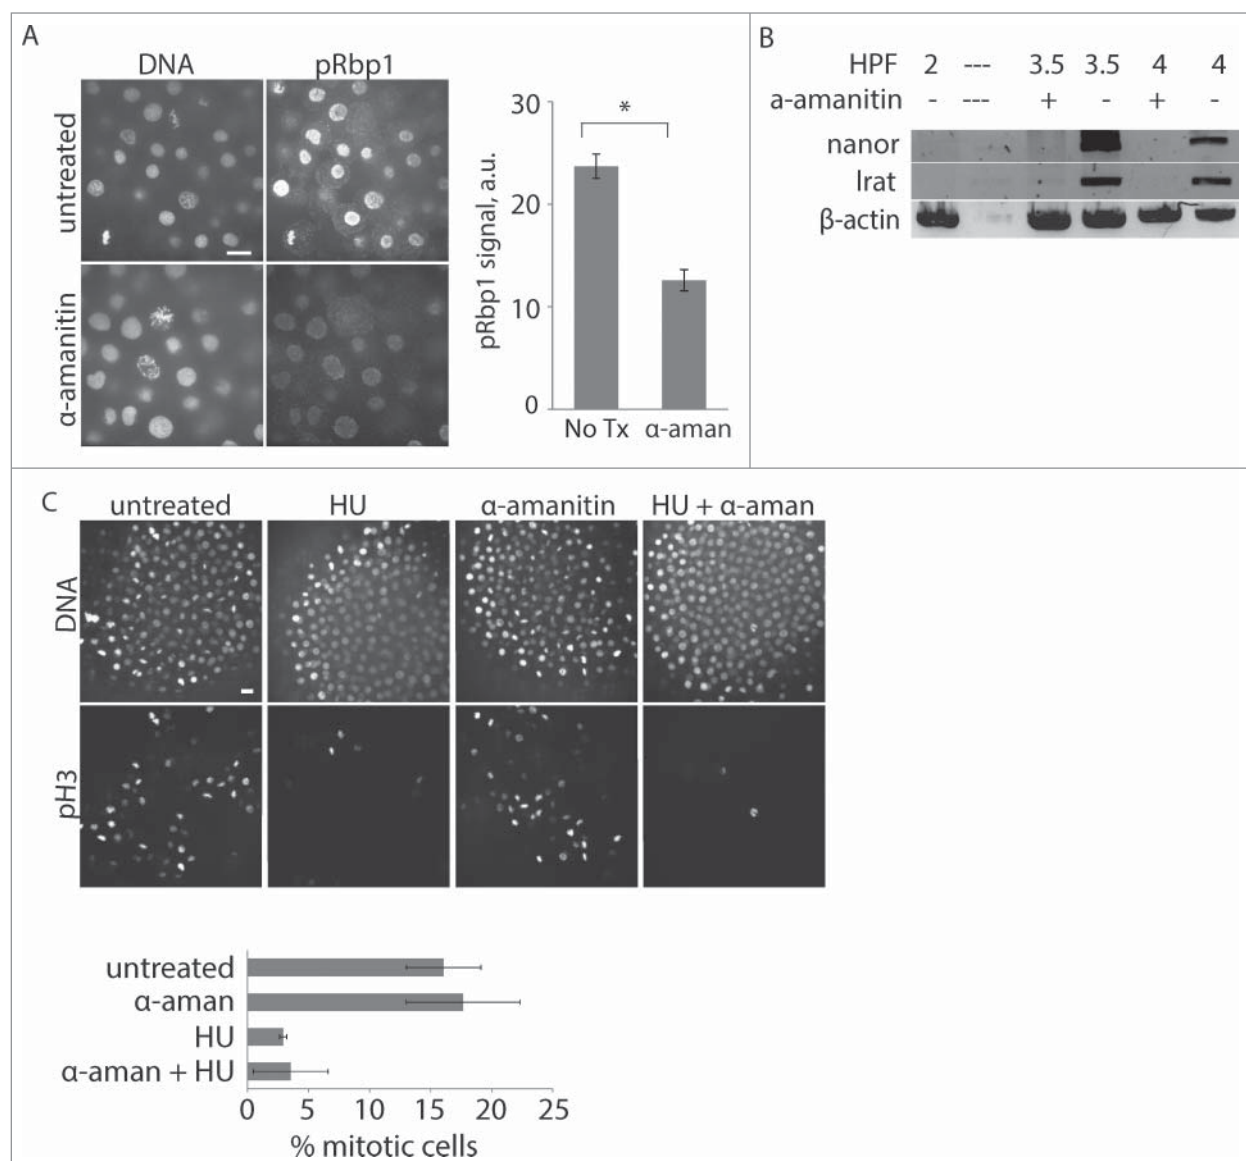 A
DNA pRbp1
untreated
α-amanitin
pRbp1 signal, a.u.
30
20
10
0
*
No Tx α-aman
B
HPF 2 --- 3.5 3.5 4 4
a-amanitin - --- + - + -
nanor
lrat
β-actin
C
untreated HU α-amanitin HU + α-aman
DNA
pH3
untreated
α-aman
HU
α-aman + HU
0 5 10 15 20 25
% mitotic cells